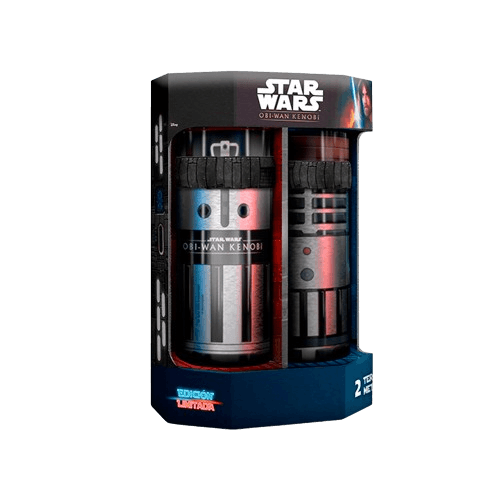 STAR
WARS
OBI-WAN KENOBI
STAR WARS
OBI-WAN KENOBI
EDICIÓN
LIMITADA
2